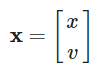 x = [ x
v ]